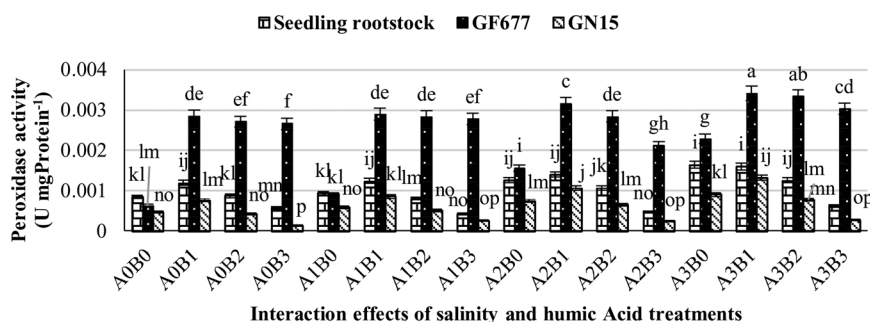 Seedling rootstock GF677 GN15
Peroxidase activity
(U mgProtein-1)
0.004
0.003
0.002
0.001
0
kl lm no
ij de lm
kl ef no
mn f p
kl kl no
ij de kl
lm de no
no ef op
ij i lm
ij c j
jk de lm
no gh op
i g kl
i a ij
ij ab lm
mn cd op
A0B0 A0B1 A0B2 A0B3 A1B0 A1B1 A1B2 A1B3 A2B0 A2B1 A2B2 A2B3 A3B0 A3B1 A3B2 A3B3
Interaction effects of salinity and humic Acid treatments